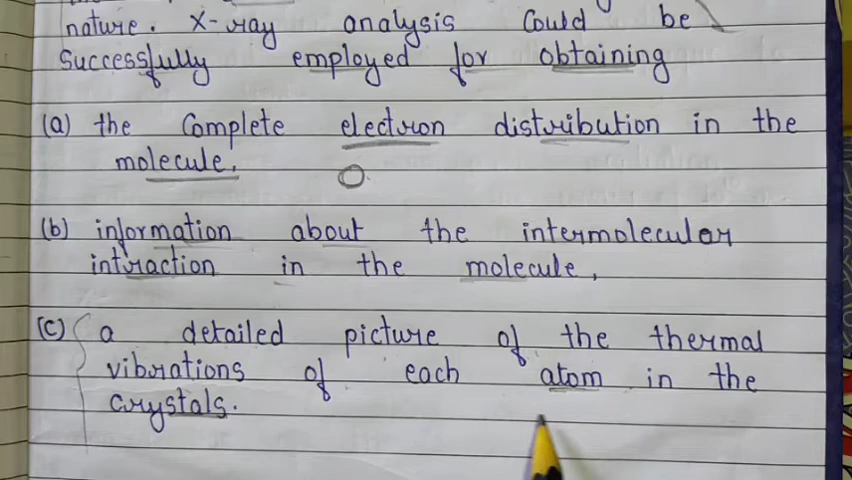 nature. X-ray analysis could be
successfully employed for obtaining
(a) the complete electron distribution in the
molecule.
(b) information about the intermolecular
intraction in the molecule,
(c) a detailed picture of the thermal
vibrations of each atom in the
crystals.